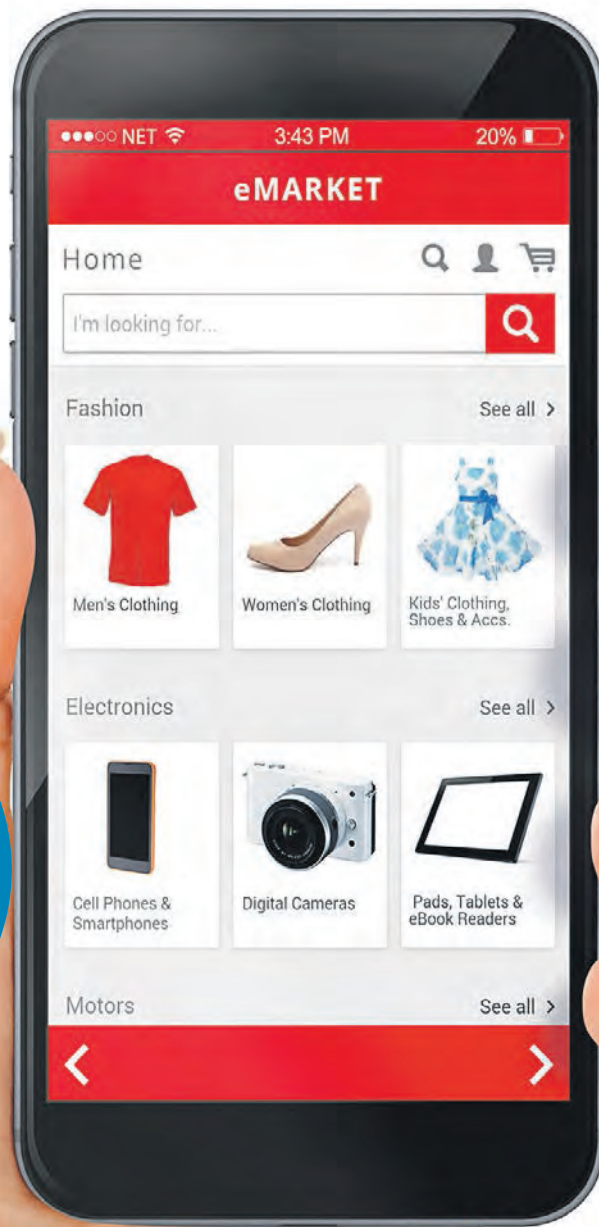 NET 3:43 PM 20%
eMARKET
Home
I'm looking for...
Fashion See all >
Men's Clothing Women's Clothing Kids' Clothing,
Shoes & Accs.
Electronics See all >
Cell Phones & Digital Cameras Pads, Tablets &
Smartphones eBook Readers
Motors See all >